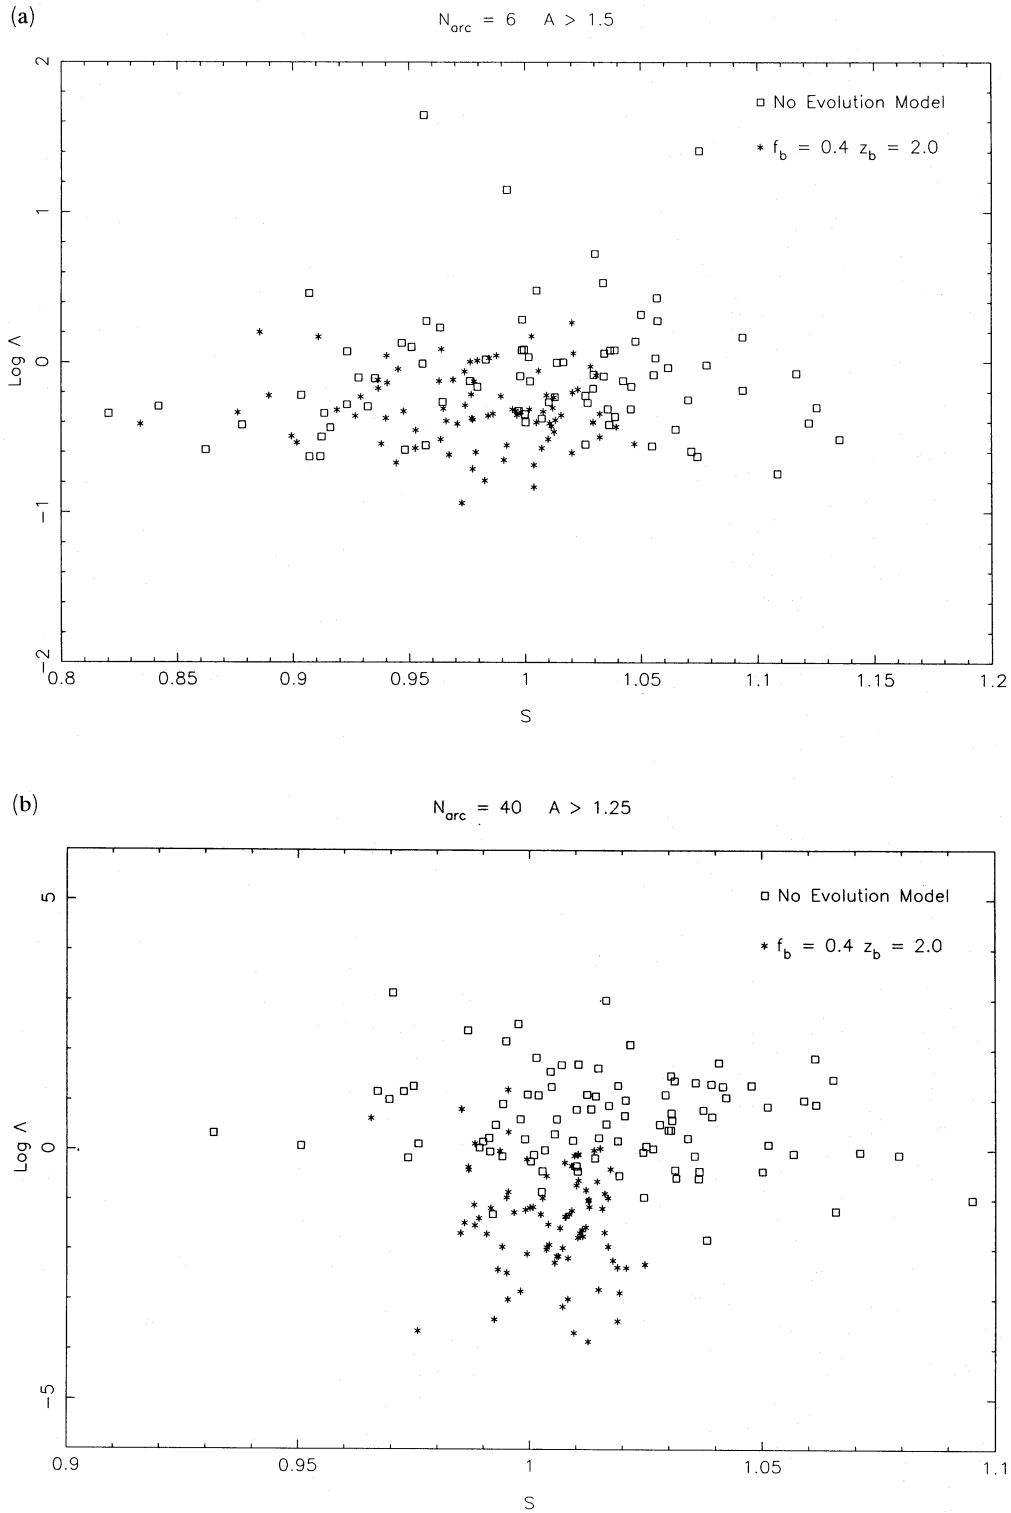 (a)
N_arc = 6 A > 1.5
2
□ No Evolution Model
* f_b = 0.4 z_b = 2.0
1
Log Λ
0
−1
−2
0.8 0.85 0.9 0.95 1 1.05 1.1 1.15 1.2
S
(b)
N_arc = 40 A > 1.25
5
□ No Evolution Model
* f_b = 0.4 z_b = 2.0
Log Λ
0
−5
0.9 0.95 1 1.05 1.1
S